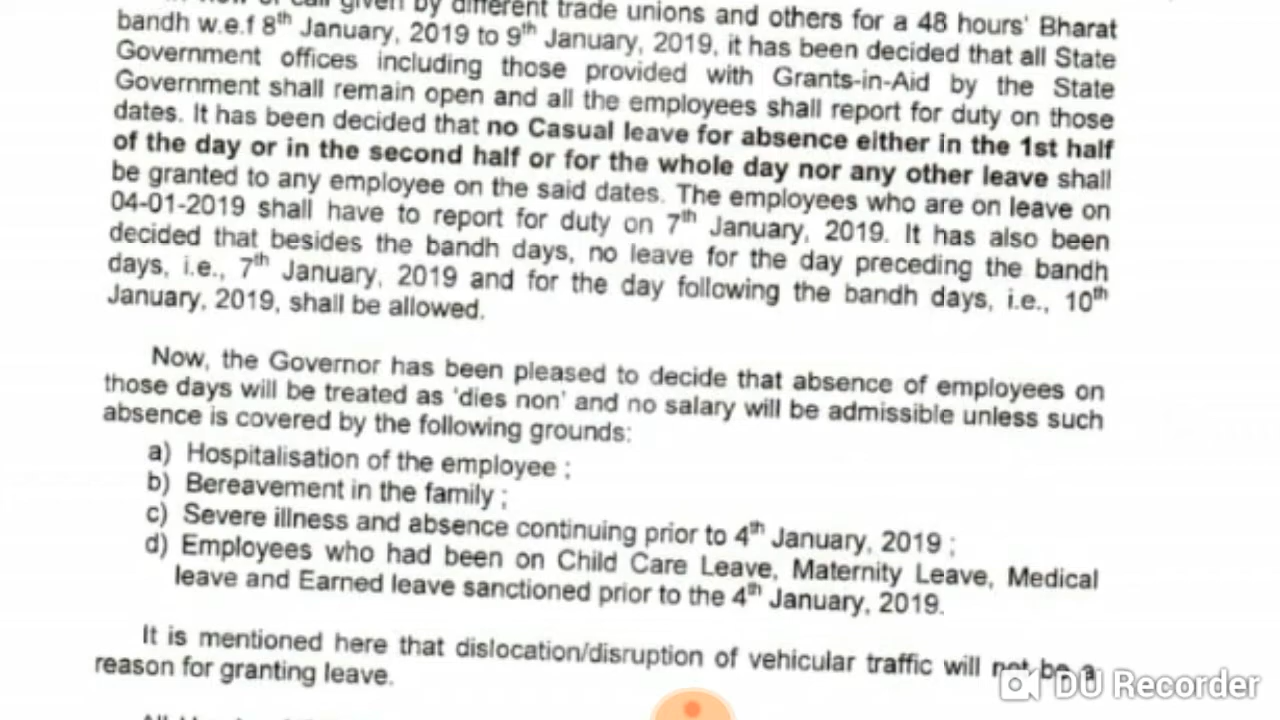 given by different trade unions and others for a 48 hours' Bharat
bandh w.e.f 8th January, 2019 to 9th January, 2019, it has been decided that all State
Government offices including those provided with Grants-in-Aid by the State
Government shall remain open and all the employees shall report for duty on those
dates. It has been decided that no Casual leave for absence either in the 1st half
of the day or in the second half or for the whole day nor any other leave shall
be granted to any employee on the said dates. The employees who are on leave on
04-01-2019 shall have to report for duty on 7th January, 2019. It has also been
decided that besides the bandh days, no leave for the day preceding the bandh
days, i.e., 7th January, 2019 and for the day following the bandh days, i.e., 10th
January, 2019, shall be allowed.
Now, the Governor has been pleased to decide that absence of employees on
those days will be treated as 'dies non' and no salary will be admissible unless such
absence is covered by the following grounds:
a) Hospitalisation of the employee ;
b) Bereavement in the family ;
c) Severe illness and absence continuing prior to 4th January, 2019 ;
d) Employees who had been on Child Care Leave, Maternity Leave, Medical
leave and Earned leave sanctioned prior to the 4th January, 2019.
It is mentioned here that dislocation/disruption of vehicular traffic will not be a
reason for granting leave.
DU Recorder